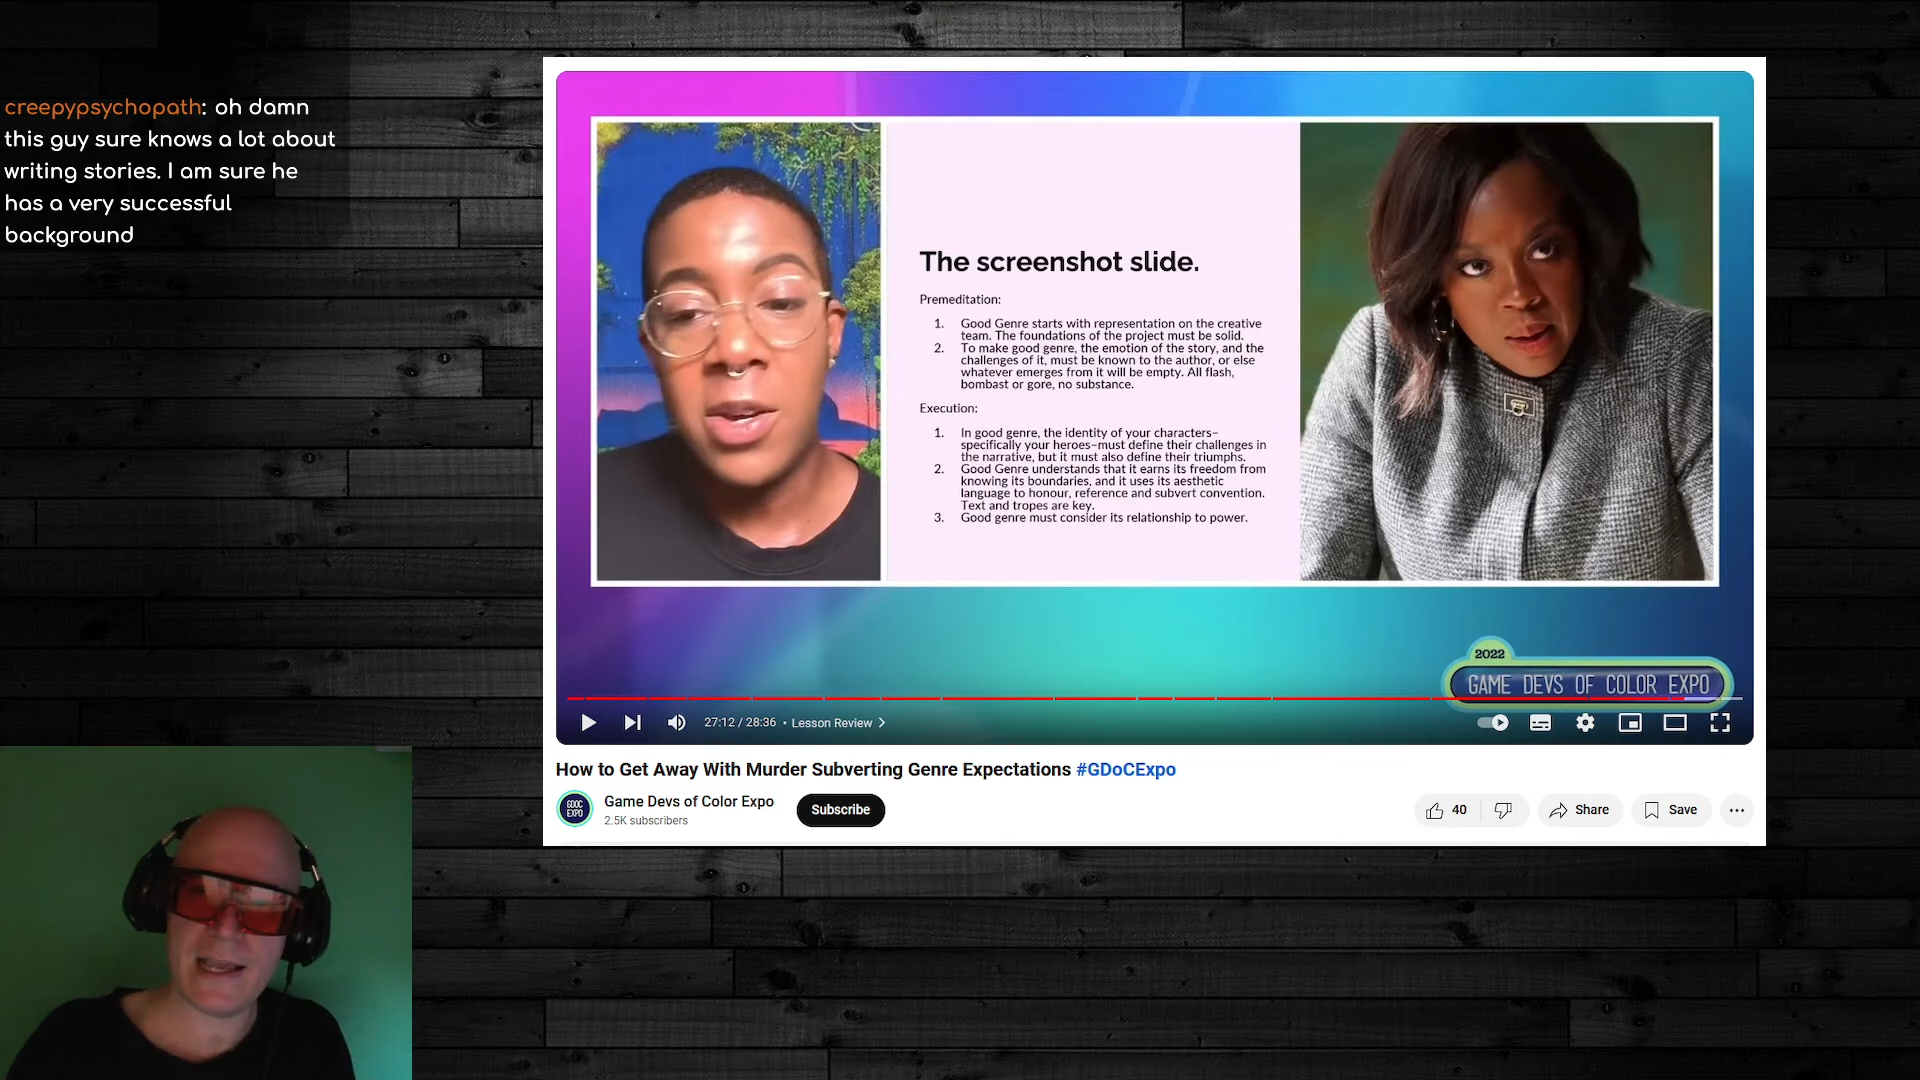 creepypsychopath: oh damn
this guy sure knows a lot about
writing stories. I am sure he
has a very successful
background
The screenshot slide.
Premeditation:
1. Good Genre starts with representation on the creative
team. The foundations of the project must be solid.
2. To make good genre, the emotion of the story, and the
challenges of it, must be known to the author, or else
whatever emerges from it will be empty. All flash,
bombast or gore, no substance.
Execution:
1. In good genre, the identity of your characters–
specifically your heroes–must define their challenges in
the narrative, but it must also define their triumphs.
2. Good Genre understands that it earns its freedom from
knowing its boundaries, and it uses its aesthetic
language to honour, reference and subvert convention.
Text and tropes are key.
3. Good genre must consider its relationship to power.
2022
GAME DEVS OF COLOR EXPO
27:12 / 28:36 • Lesson Review
How to Get Away With Murder Subverting Genre Expectations #GDoCExpo
GDOC
EXPO
Game Devs of Color Expo
2.5K subscribers
Subscribe
40
Share
Save